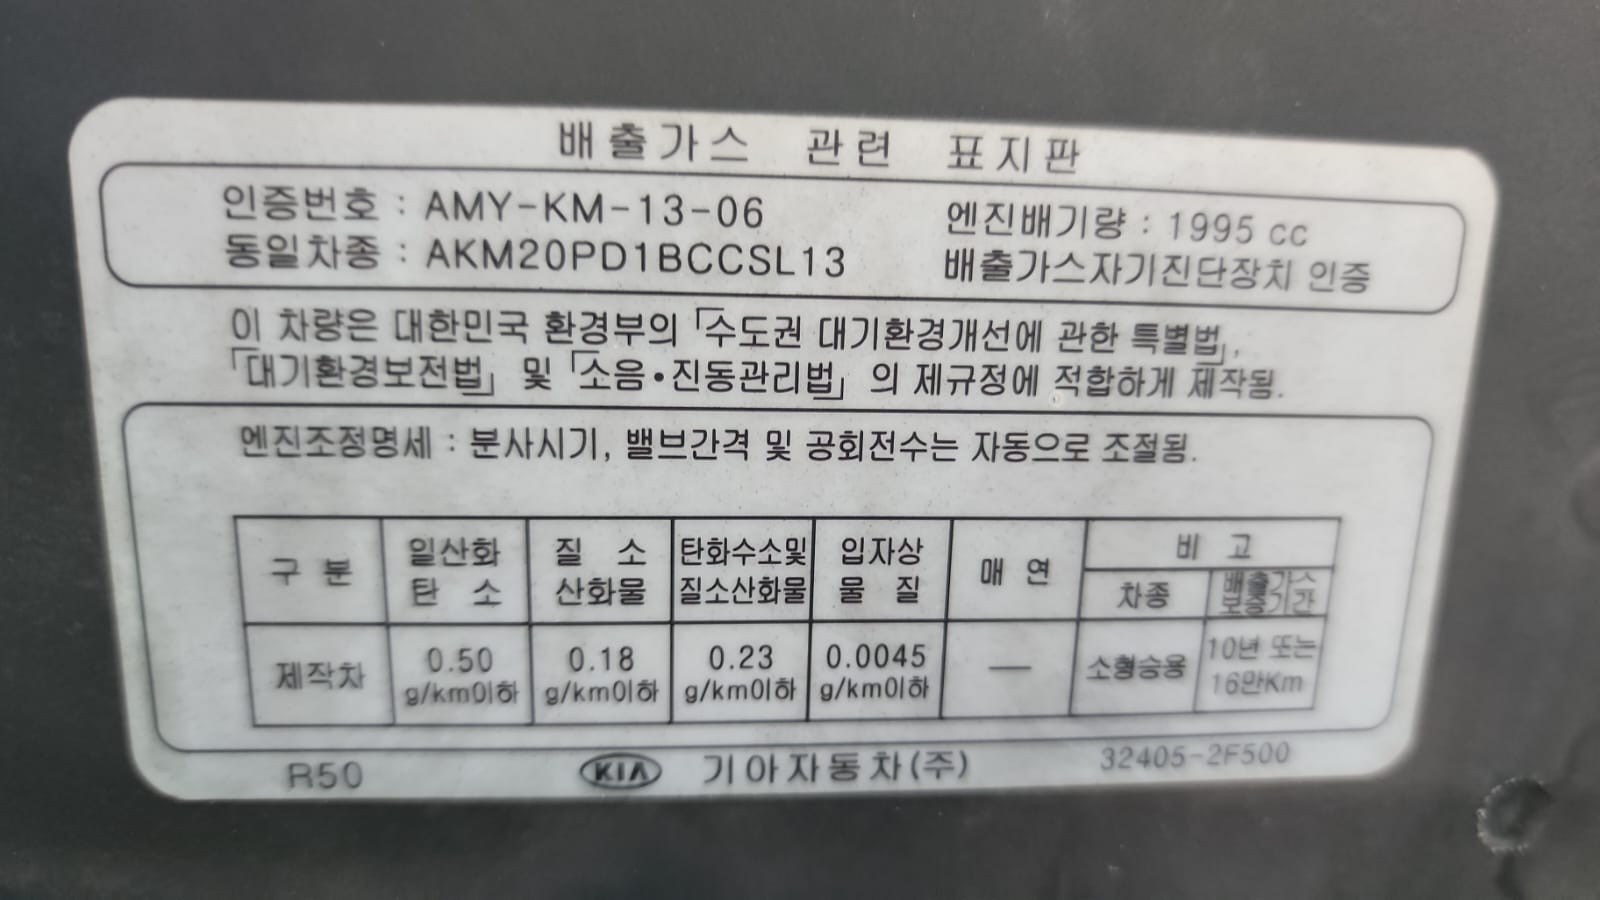 배출가스 관련 표지판
인증번호 : AMY-KM-13-06 엔진배기량 : 1995 cc
동일차종 : AKM20PD1BCCSL13 배출가스자기진단장치 인증
이 차량은 대한민국 환경부의 「수도권 대기환경개선에 관한 특별법」,
「대기환경보전법」 및 「소음•진동관리법」 의 제규정에 적합하게 제작됨.
엔진조정명세 : 분사시기, 밸브간격 및 공회전수는 자동으로 조절됨.
구 분 일산화탄 소 질 소산화물 탄화수소및질소산화물 입자상물 질 매 연 비 고
차종 배출가스보증기간
제작차 0.50 g/km이하 0.18 g/km이하 0.23 g/km이하 0.0045 g/km이하 — 소형승용 10년 또는 16만Km
R50 KIA 기아자동차(주) 32405-2F500